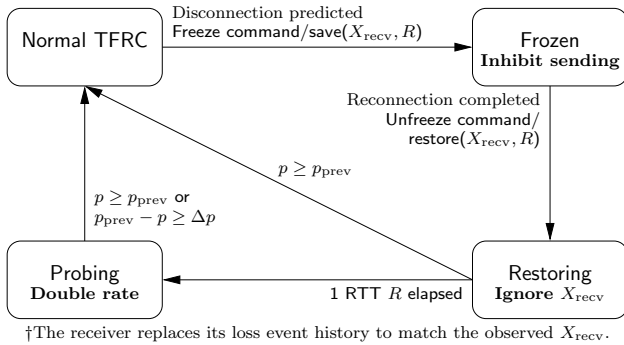 Normal TFRC
Disconnection predicted
Freeze command/save(X_recv, R)
Frozen
Inhibit sending
Reconnection completed
Unfreeze command/
restore(X_recv, R)
p ≥ p_prev
p ≥ p_prev or
p_prev − p ≥ Δp
Probing
Double rate
1 RTT R elapsed
Restoring
Ignore X_recv
†The receiver replaces its loss event history to match the observed X_recv.